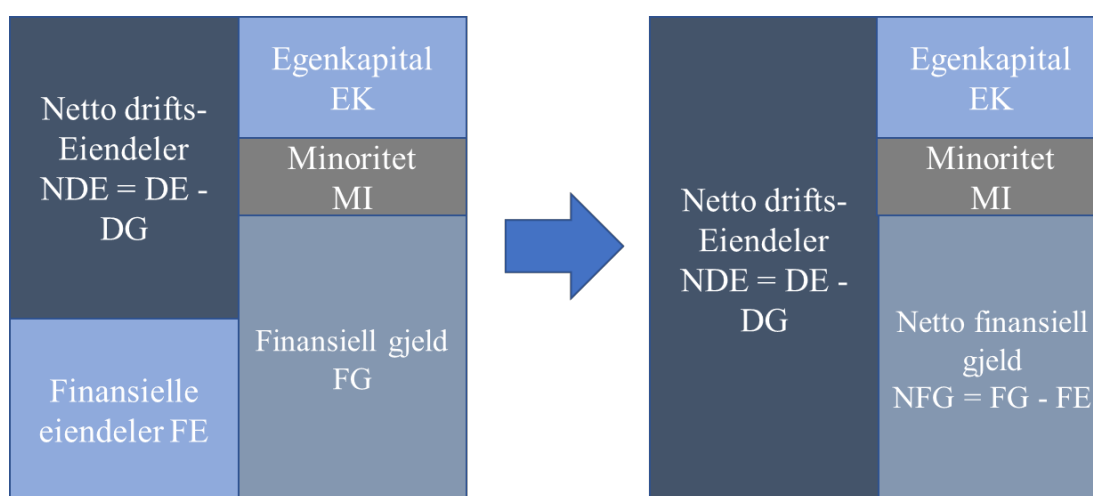 Netto drifts-
Eiendeler
NDE = DE -
DG
Finansielle
eiendeler FE
Egenkapital
EK
Minoritet
MI
Finansiell gjeld
FG
Netto drifts-
Eiendeler
NDE = DE -
DG
Egenkapital
EK
Minoritet
MI
Netto finansiell
gjeld
NFG = FG - FE